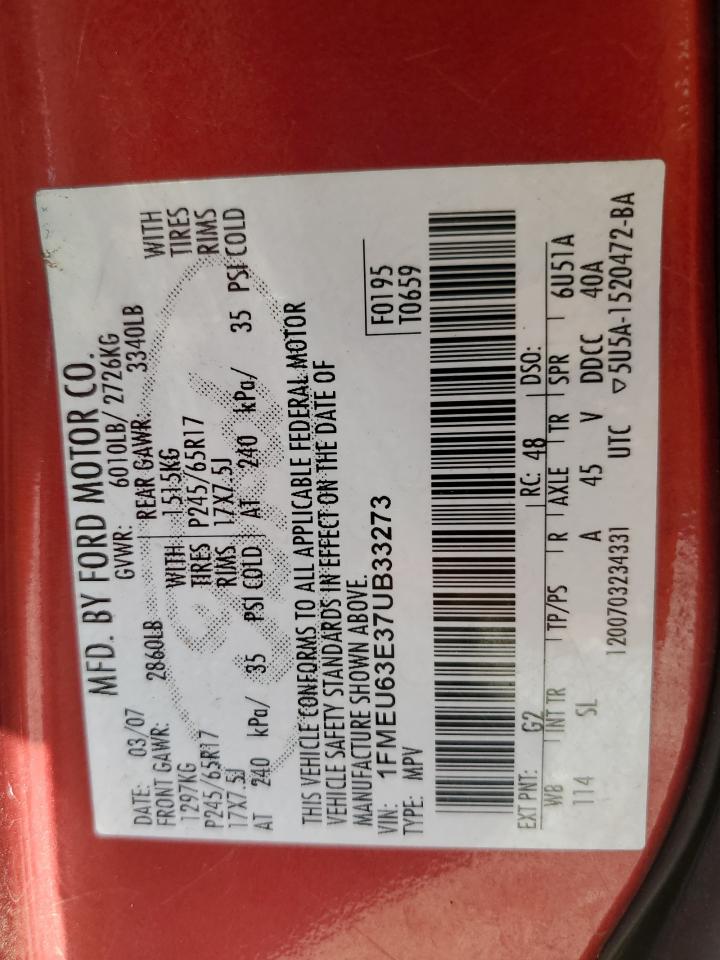 MFD. BY FORD MOTOR CO.
DATE: 03/07 GVWR: 6010LB/ 2726KG
FRONT GAWR: 2860LB REAR GAWR: 3340LB
1297KG WITH 1515KG WITH
P245/65R17 TIRES P245/65R17 TIRES
17X7.5J RIMS 17X7.5J RIMS
AT 240 kPa/ 35 PSI COLD AT 240 kPa/ 35 PSI COLD
THIS VEHICLE CONFORMS TO ALL APPLICABLE FEDERAL MOTOR
VEHICLE SAFETY STANDARDS IN EFFECT ON THE DATE OF
MANUFACTURE SHOWN ABOVE.
VIN: 1FMEU63E37UB33273 F0195
TYPE: MPV T0659
EXT PNT: G2 RC: 48 DSO:
WB INT TR TP/PS R AXLE TR SPR 6U51A
114 SL A 45 V DDCC 40A
1200703234331 UTC ▽5U5A-1520472-BA